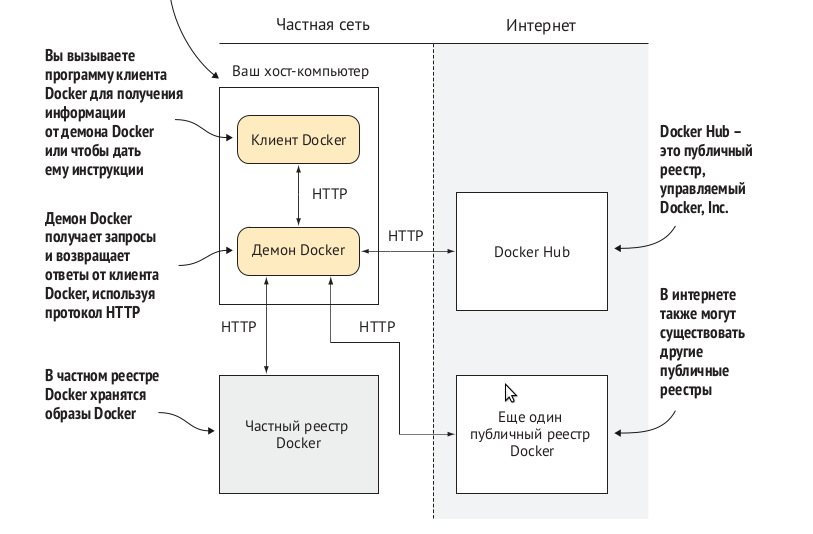 Частная сеть
Интернет
Вы вызываете
программу клиента
Docker для получения
информации
от демона Docker
или чтобы дать
ему инструкции
Ваш хост-компьютер
Клиент Docker
HTTP
Docker Hub –
это публичный
реестр,
управляемый
Docker, Inc.
Демон Docker
получает запросы
и возвращает
ответы от клиента
Docker, используя
протокол HTTP
Демон Docker
HTTP
Docker Hub
В интернете
также могут
существовать
другие
публичные
реестры
HTTP
HTTP
В частном реестре
Docker хранятся
образы Docker
Частный реестр
Docker
Еще один
публичный реестр
Docker